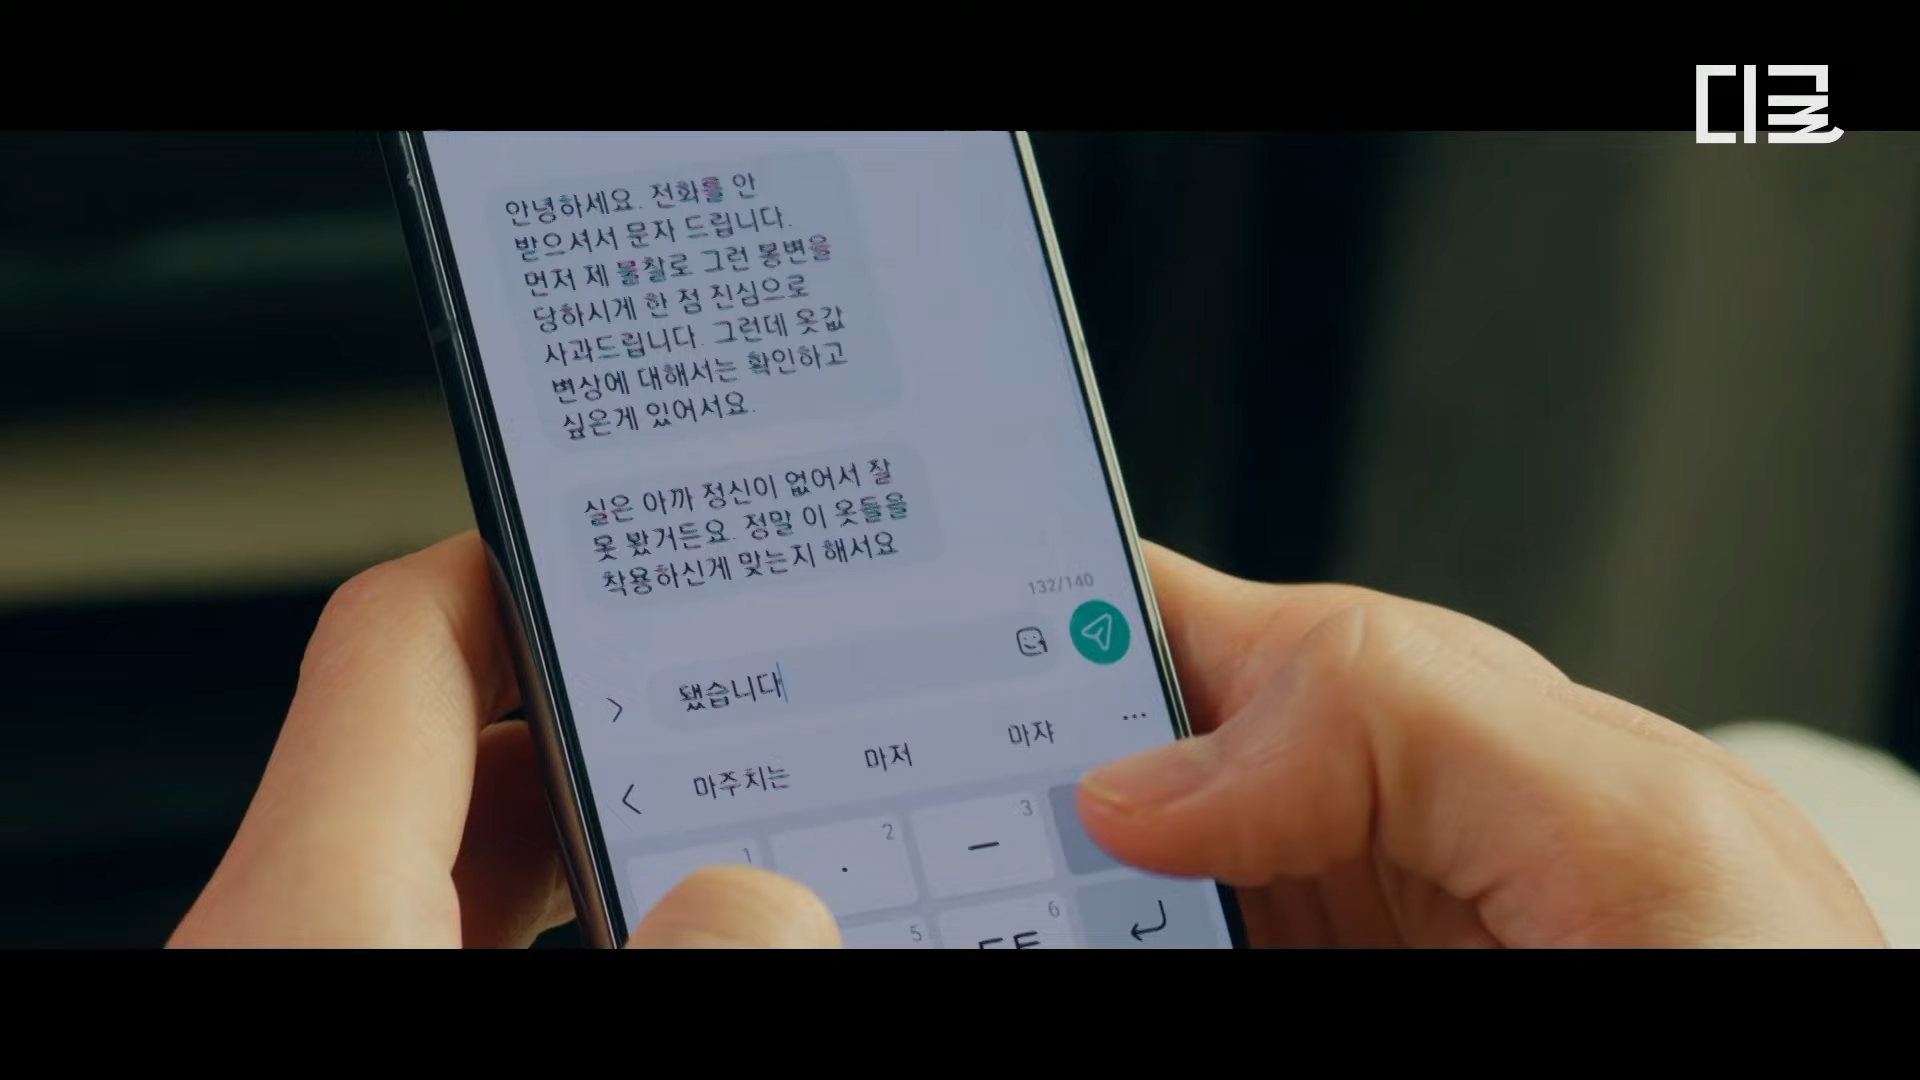 디글
안녕하세요. 전화를 안
받으셔서 문자 드립니다.
먼저 제 불찰로 그런 봉변을
당하시게 한 점 진심으로
사과드립니다. 그런데 옷값
변상에 대해서는 확인하고
싶은게 있어서요.
실은 아까 정신이 없어서 잘
못 봤거든요. 정말 이 옷들을
착용하신게 맞는지 해서요
132/140
됐습니다
마주치는 마저 마쟈 ...
1 2 3
· ㅡ
5 6